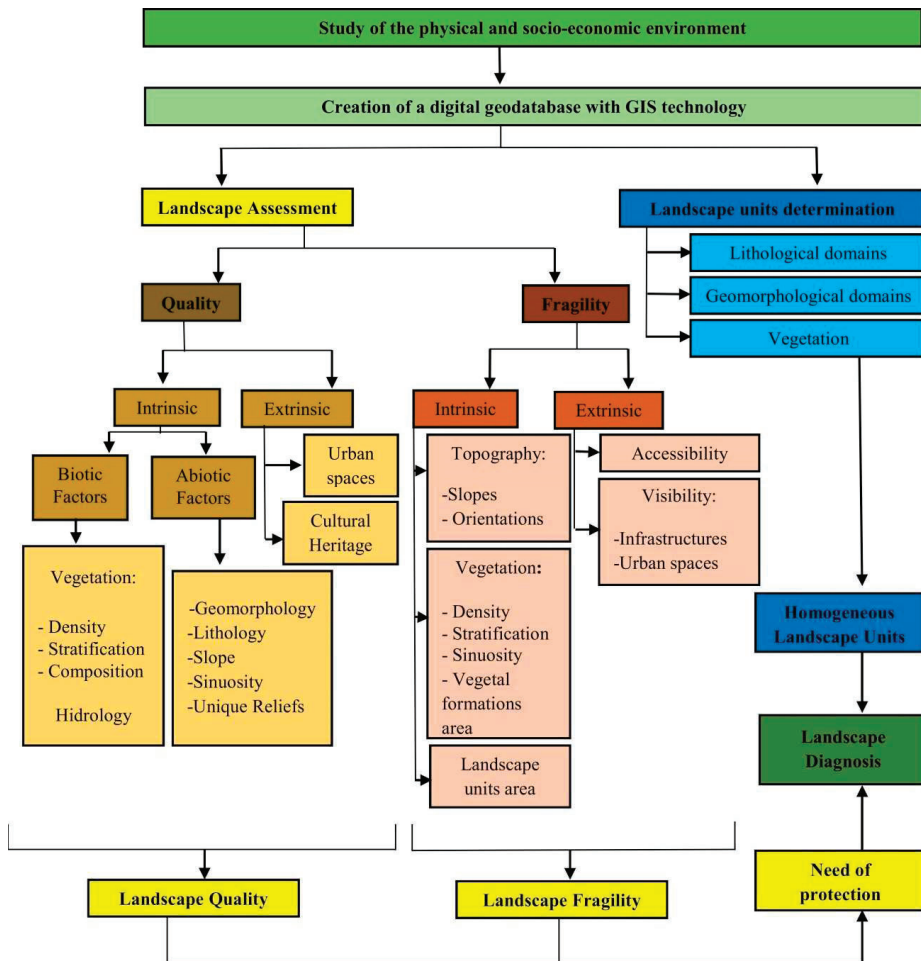 Study of the physical and socio-economic environment
Creation of a digital geodatabase with GIS technology
Landscape Assessment
Landscape units determination
Lithological domains
Geomorphological domains
Vegetation
Quality
Fragility
Intrinsic
Extrinsic
Biotic
Factors
Abiotic
Factors
Urban
spaces
Cultural
Heritage
Vegetation:
- Density
- Stratification
- Composition
Hidrology
-Geomorphology
-Lithology
-Slope
-Sinuosity
-Unique Reliefs
Intrinsic
Extrinsic
Topography:
-Slopes
- Orientations
Vegetation:
- Density
- Stratification
- Sinuosity
- Vegetal
formations
area
Landscape
units area
Accessibility
Visibility:
-Infrastructures
-Urban spaces
Homogeneous
Landscape Units
Landscape
Diagnosis
Need of
protection
Landscape Quality
Landscape Fragility